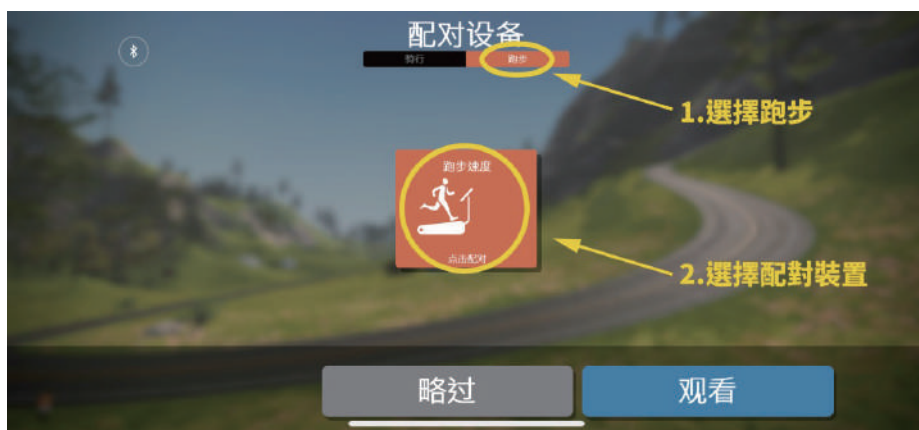 配对设备
骑行
跑步
1.選擇跑步
跑步速度
点击配对
2.選擇配對裝置
略过
观看